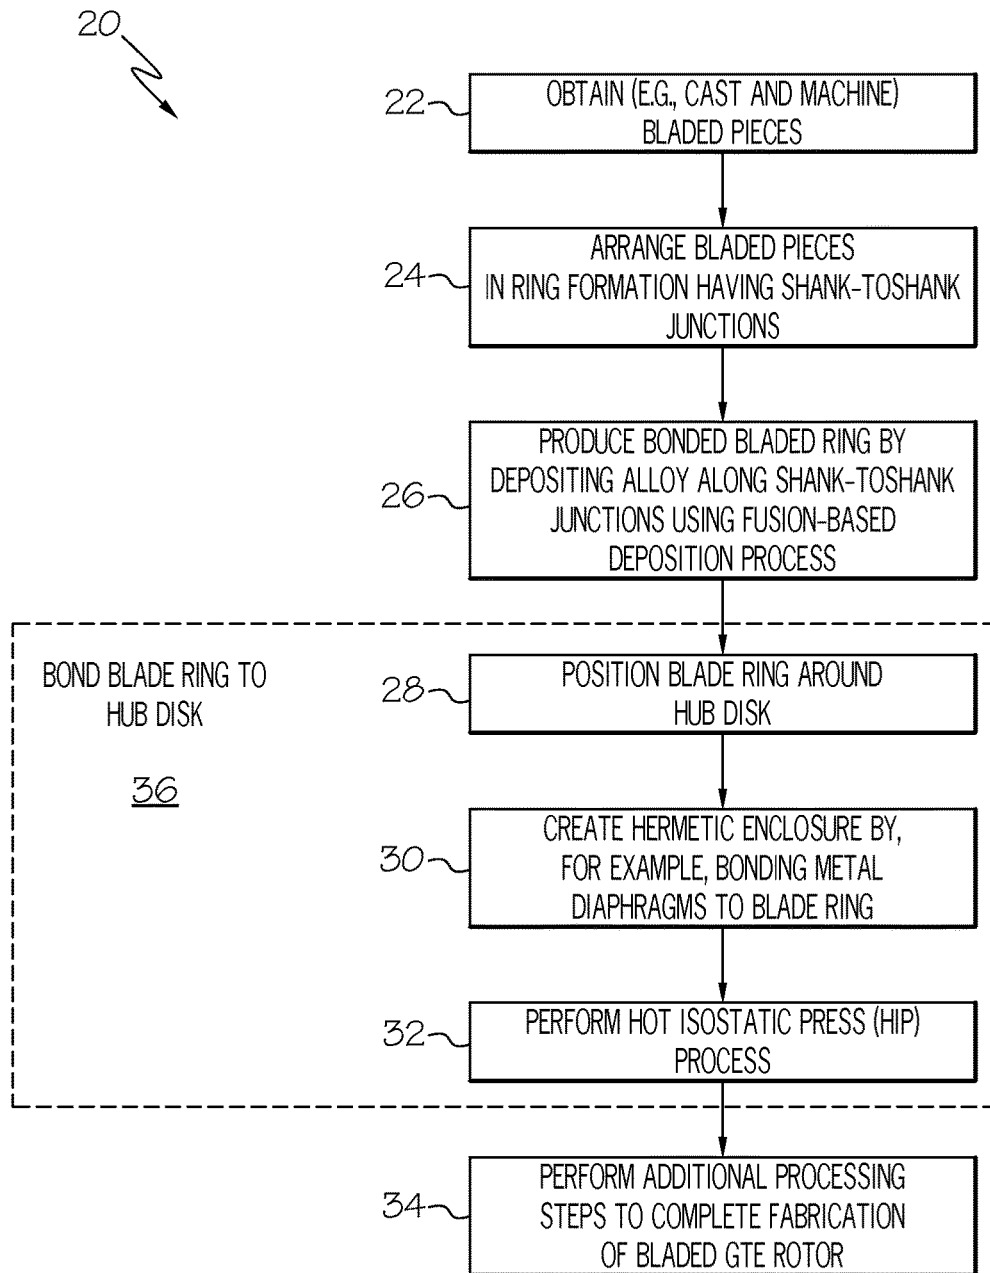 20
22
OBTAIN (E.G., CAST AND MACHINE)
BLADED PIECES
24
ARRANGE BLADED PIECES
IN RING FORMATION HAVING SHANK-TOSHANK
JUNCTIONS
26
PRODUCE BONDED BLADED RING BY
DEPOSITING ALLOY ALONG SHANK-TOSHANK
JUNCTIONS USING FUSION-BASED
DEPOSITION PROCESS
BOND BLADE RING TO
HUB DISK
36
28
POSITION BLADE RING AROUND
HUB DISK
30
CREATE HERMETIC ENCLOSURE BY,
FOR EXAMPLE, BONDING METAL
DIAPHRAGMS TO BLADE RING
32
PERFORM HOT ISOSTATIC PRESS (HIP)
PROCESS
34
PERFORM ADDITIONAL PROCESSING
STEPS TO COMPLETE FABRICATION
OF BLADED GTE ROTOR